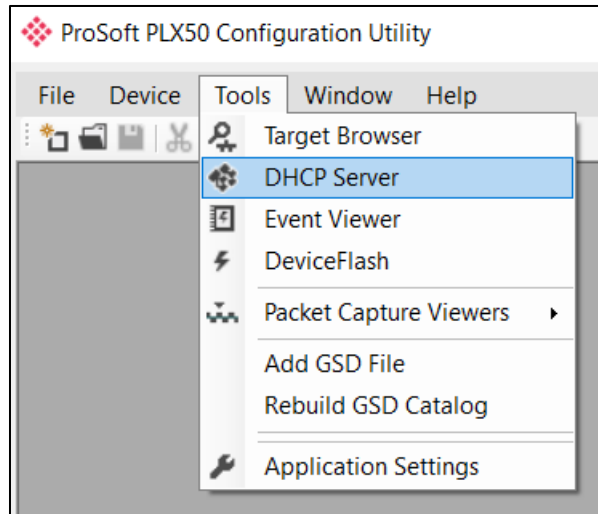 ProSoft PLX50 Configuration Utility
File Device Tools Window Help
Target Browser
DHCP Server
Event Viewer
DeviceFlash
Packet Capture Viewers
Add GSD File
Rebuild GSD Catalog
Application Settings